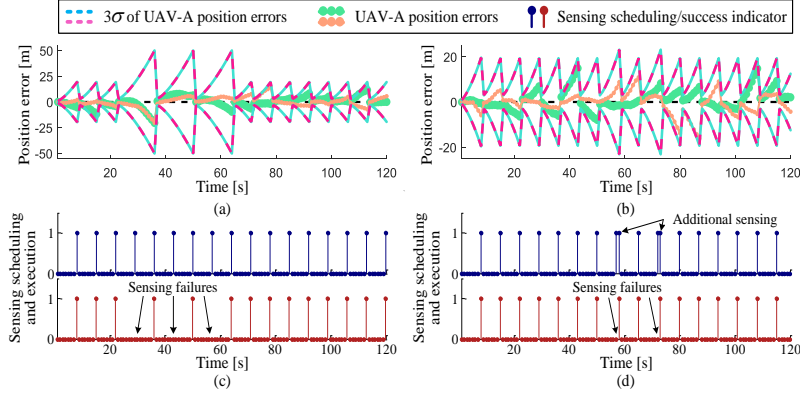 3σ of UAV-A position errors UAV-A position errors Sensing scheduling/success indicator
Position error [m]
50
25
0
-25
-50
20 40 60 80 100 120
Time [s]
(a)
Position error [m]
20
0
-20
0 20 40 60 80 100 120
Time [s]
(b)
Sensing scheduling
and execution
1
0
1
0
Sensing failures
20 40 60 80 100 120
Time [s]
(c)
Sensing scheduling
and execution
1
0
1
0
Additional sensing
Sensing failures
20 40 60 80 100 120
Time [s]
(d)